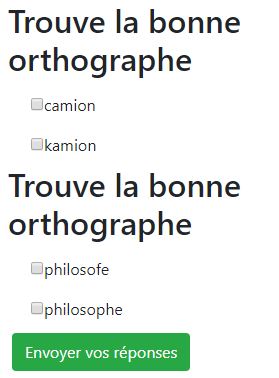 Trouve la bonne
orthographe
camion
kamion
Trouve la bonne
orthographe
philosofe
philosophe
Envoyer vos réponses